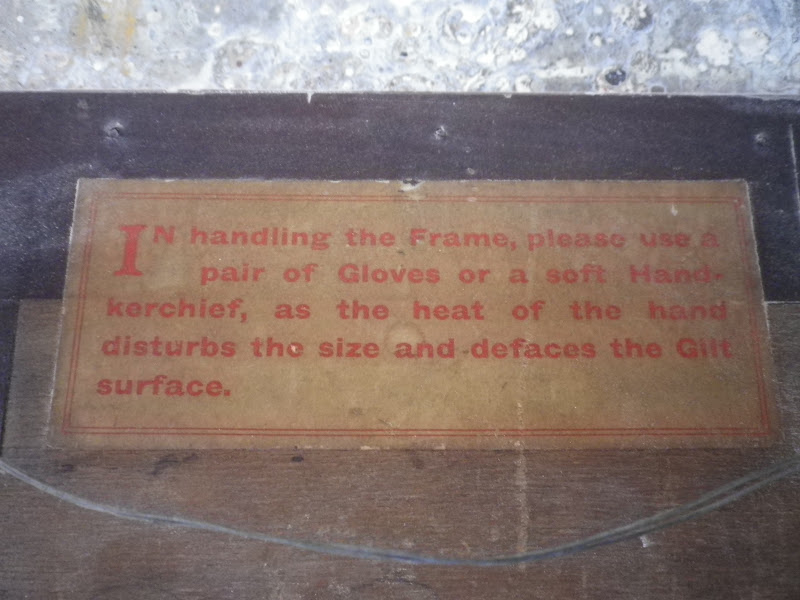 IN handling the Frame, please use a
pair of Gloves or a soft Hand-
kerchief, as the heat of the hand
disturbs the size and defaces the Gilt
surface.